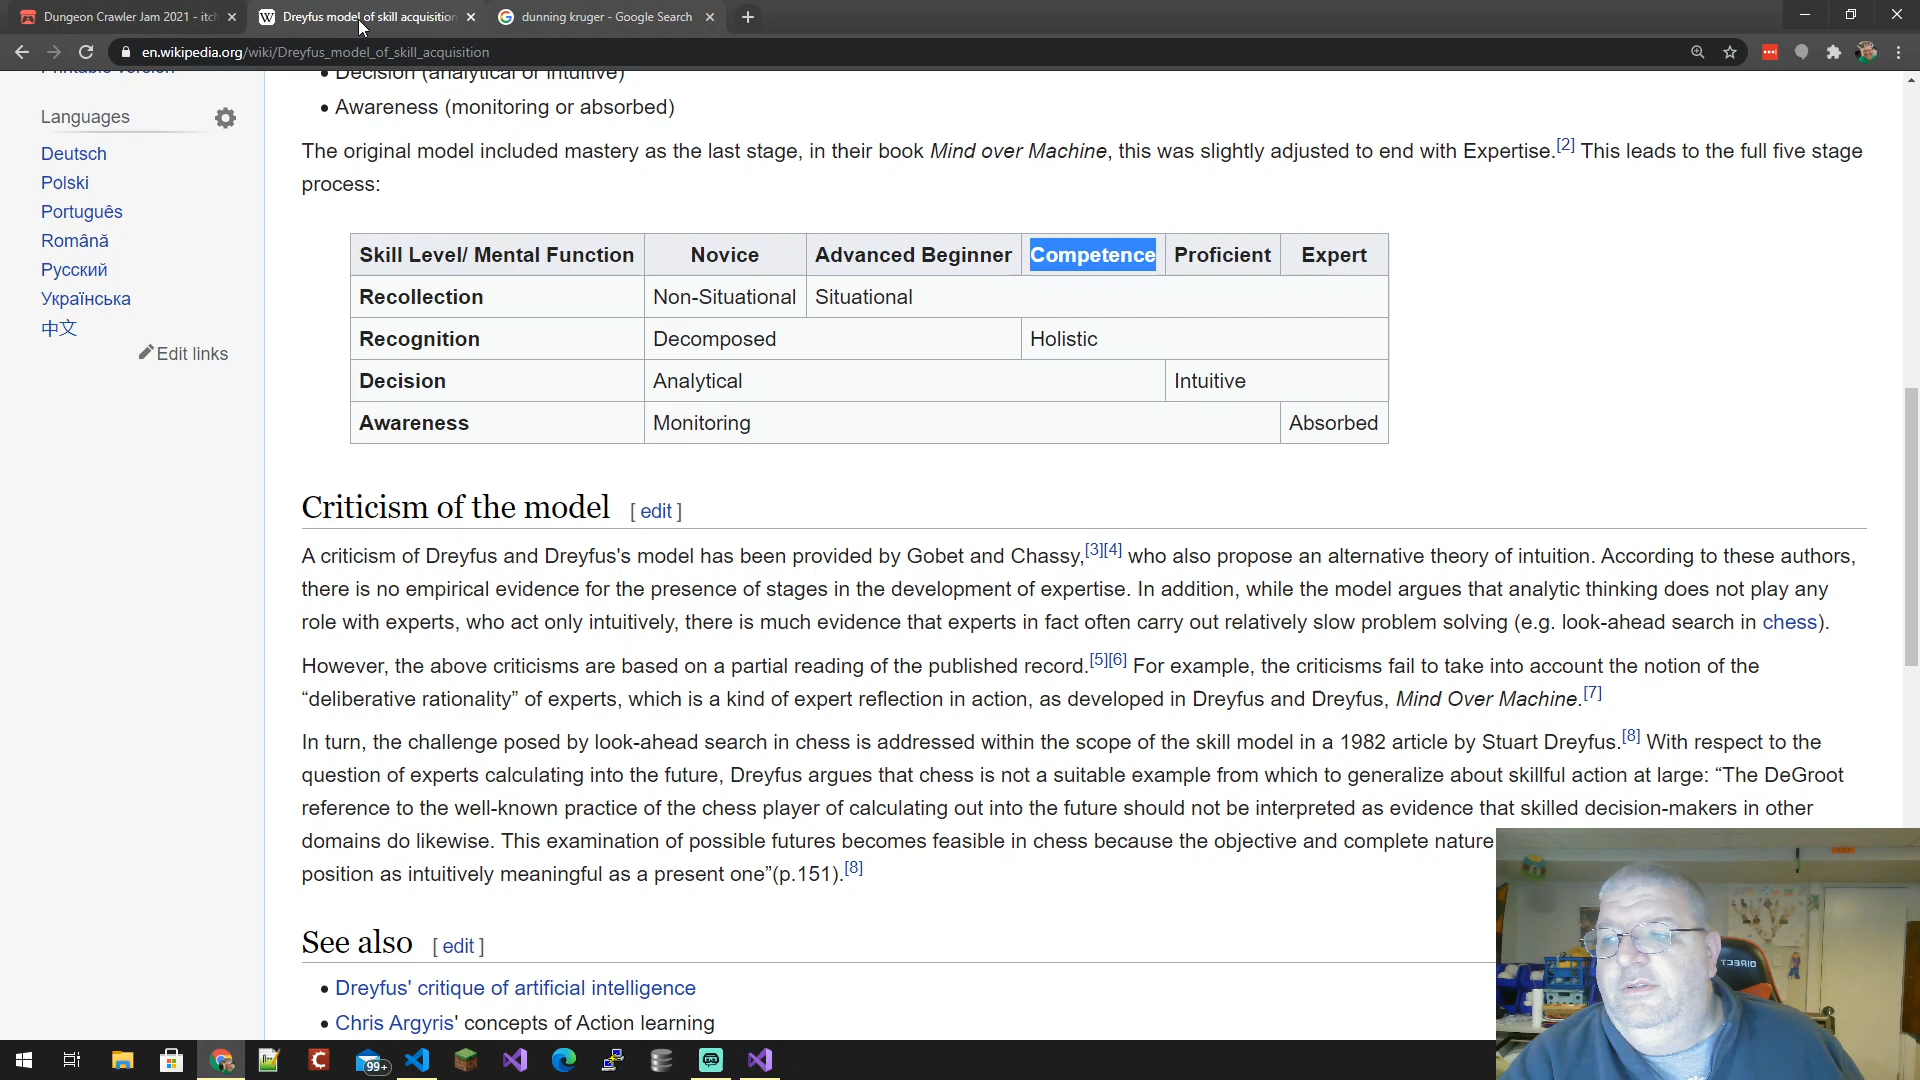 Dungeon Crawler Jam 2021 - itch
Dreyfus model of skill acquisition
dunning kruger - Google Search
en.wikipedia.org/wiki/Dreyfus_model_of_skill_acquisition
Printable version
Languages
Deutsch
Polski
Português
Română
Русский
Українська
中文
Edit links
• Decision (analytical or intuitive)
• Awareness (monitoring or absorbed)
The original model included mastery as the last stage, in their book Mind over Machine, this was slightly adjusted to end with Expertise.[2] This leads to the full five stage
process:
Skill Level/ Mental Function Novice Advanced Beginner Competence Proficient Expert
Recollection Non-Situational Situational
Recognition Decomposed Holistic
Decision Analytical Intuitive
Awareness Monitoring Absorbed
Criticism of the model [ edit ]
A criticism of Dreyfus and Dreyfus's model has been provided by Gobet and Chassy,[3][4] who also propose an alternative theory of intuition. According to these authors,
there is no empirical evidence for the presence of stages in the development of expertise. In addition, while the model argues that analytic thinking does not play any
role with experts, who act only intuitively, there is much evidence that experts in fact often carry out relatively slow problem solving (e.g. look-ahead search in chess).
However, the above criticisms are based on a partial reading of the published record.[5][6] For example, the criticisms fail to take into account the notion of the
“deliberative rationality” of experts, which is a kind of expert reflection in action, as developed in Dreyfus and Dreyfus, Mind Over Machine.[7]
In turn, the challenge posed by look-ahead search in chess is addressed within the scope of the skill model in a 1982 article by Stuart Dreyfus.[8] With respect to the
question of experts calculating into the future, Dreyfus argues that chess is not a suitable example from which to generalize about skillful action at large: “The DeGroot
reference to the well-known practice of the chess player of calculating out into the future should not be interpreted as evidence that skilled decision-makers in other
domains do likewise. This examination of possible futures becomes feasible in chess because the objective and complete nature
position as intuitively meaningful as a present one”(p.151).[8]
See also [ edit ]
• Dreyfus' critique of artificial intelligence
• Chris Argyris' concepts of Action learning
99+